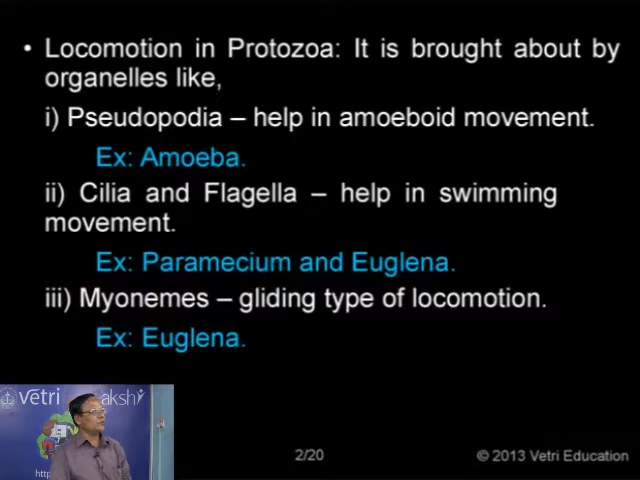 • Locomotion in Protozoa: It is brought about by
organelles like,
i) Pseudopodia – help in amoeboid movement.
Ex: Amoeba.
ii) Cilia and Flagella – help in swimming
movement.
Ex: Paramecium and Euglena.
iii) Myonemes – gliding type of locomotion.
Ex: Euglena.
vetri akshi
http
2/20
© 2013 Vetri Education